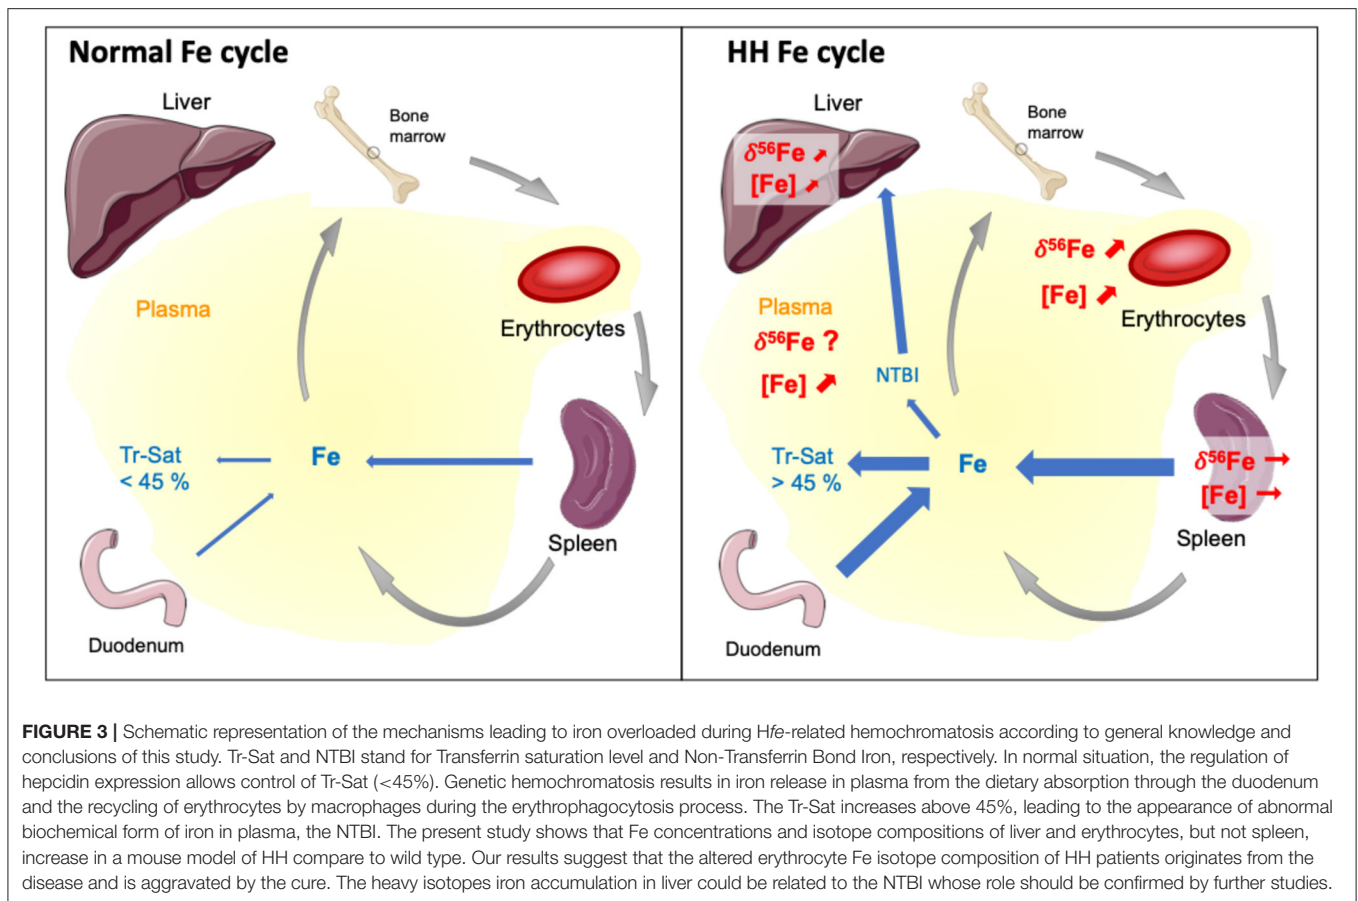 Normal Fe cycle
Liver
Bone
marrow
Plasma
Erythrocytes
Tr-Sat
< 45 %
Fe
Spleen
Duodenum
HH Fe cycle
Liver
δ⁵⁶Fe ↗
[Fe] ↗
Bone
marrow
δ⁵⁶Fe ↗
[Fe] ↗
Erythrocytes
Plasma
δ⁵⁶Fe ?
[Fe] ↗
NTBI
Tr-Sat
> 45 %
Fe
δ⁵⁶Fe →
[Fe] →
Spleen
Duodenum
FIGURE 3 | Schematic representation of the mechanisms leading to iron overloaded during Hfe-related hemochromatosis according to general knowledge and
conclusions of this study. Tr-Sat and NTBI stand for Transferrin saturation level and Non-Transferrin Bond Iron, respectively. In normal situation, the regulation of
hepcidin expression allows control of Tr-Sat (<45%). Genetic hemochromatosis results in iron release in plasma from the dietary absorption through the duodenum
and the recycling of erythrocytes by macrophages during the erythrophagocytosis process. The Tr-Sat increases above 45%, leading to the appearance of abnormal
biochemical form of iron in plasma, the NTBI. The present study shows that Fe concentrations and isotope compositions of liver and erythrocytes, but not spleen,
increase in a mouse model of HH compare to wild type. Our results suggest that the altered erythrocyte Fe isotope composition of HH patients originates from the
disease and is aggravated by the cure. The heavy isotopes iron accumulation in liver could be related to the NTBI whose role should be confirmed by further studies.